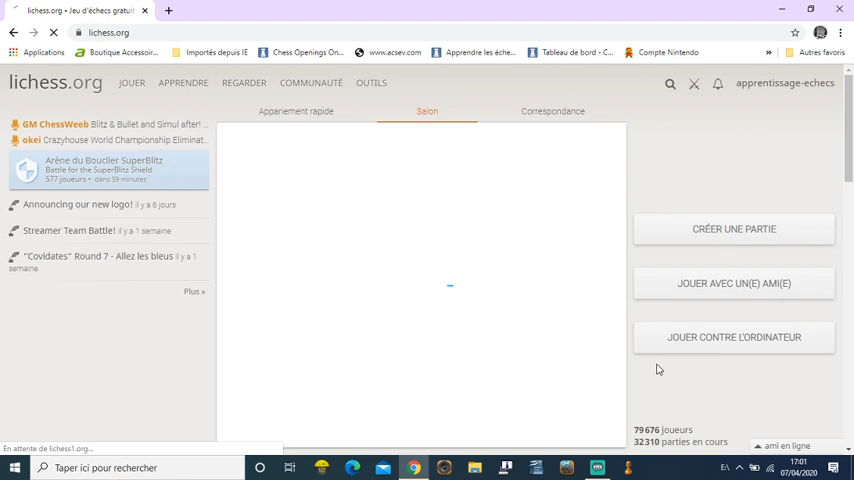 lichess.org • Jeu d'échecs gratuit
lichess.org
Applications
Boutique Accessoir...
Importés depuis IE
Chess Openings On...
www.acsev.com
Apprendre les éche...
Tableau de bord - C...
Compte Nintendo
»
Autres favoris
lichess.org
JOUER
APPRENDRE
REGARDER
COMMUNAUTÉ
OUTILS
apprentissage-echecs
Appariement rapide
Salon
Correspondance
GM ChessWeeb Blitz & Bullet and Simul after! ...
okei Crazyhouse World Championship Eliminat...
Arène du Bouclier SuperBlitz
Battle for the SuperBlitz Shield
577 joueurs • dans 59 minutes
Announcing our new logo! il y a 6 jours
Streamer Team Battle! il y a 1 semaine
"Covidates" Round 7 - Allez les bleus il y a 1
semaine
Plus »
CRÉER UNE PARTIE
JOUER AVEC UN(E) AMI(E)
JOUER CONTRE L'ORDINATEUR
79 676 joueurs
32 310 parties en cours
ami en ligne
En attente de lichess1.org...
Taper ici pour rechercher
17:01
07/04/2020